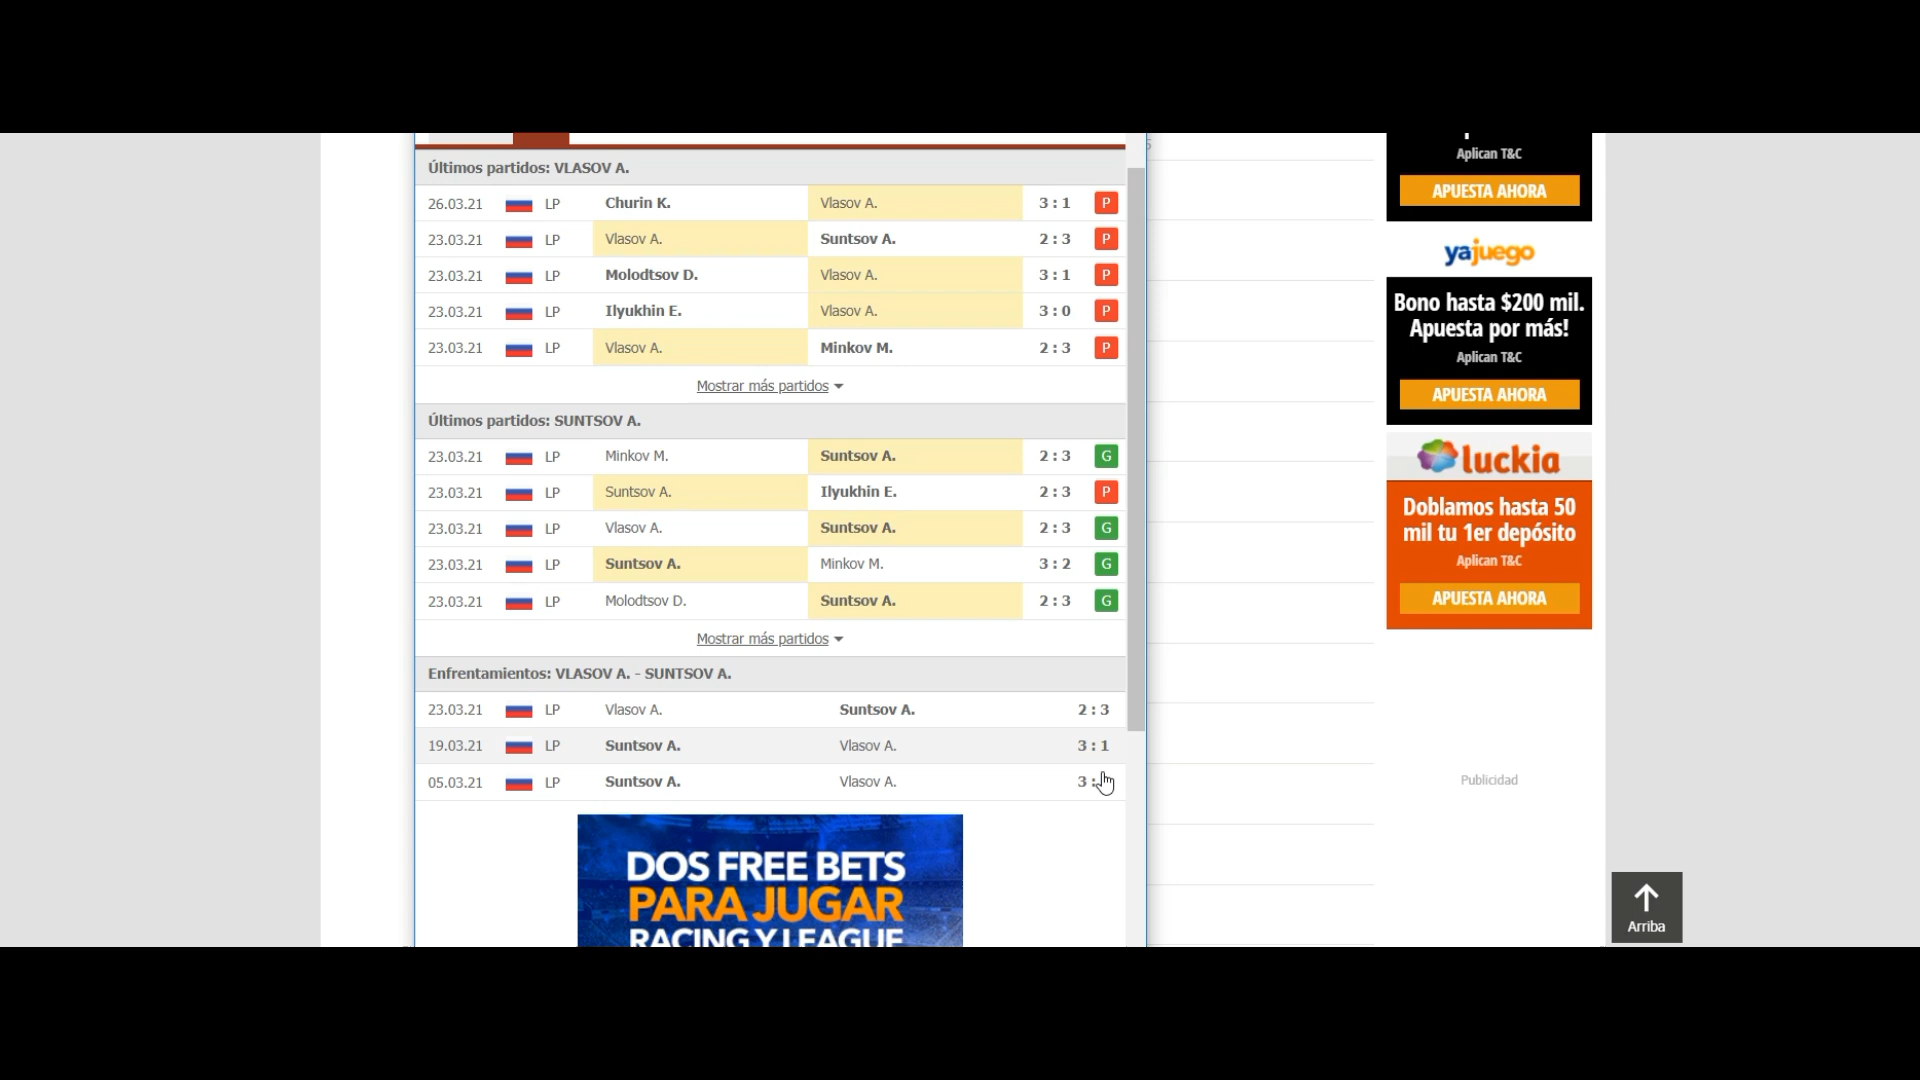 Últimos partidos: VLASOV A.
26.03.21 LP Churin K. Vlasov A. 3 : 1 P
23.03.21 LP Vlasov A. Suntsov A. 2 : 3 P
23.03.21 LP Molodtsov D. Vlasov A. 3 : 1 P
23.03.21 LP Ilyukhin E. Vlasov A. 3 : 0 P
23.03.21 LP Vlasov A. Minkov M. 2 : 3 P
Mostrar más partidos
Últimos partidos: SUNTSOV A.
23.03.21 LP Minkov M. Suntsov A. 2 : 3 G
23.03.21 LP Suntsov A. Ilyukhin E. 2 : 3 P
23.03.21 LP Vlasov A. Suntsov A. 2 : 3 G
23.03.21 LP Suntsov A. Minkov M. 3 : 2 G
23.03.21 LP Molodtsov D. Suntsov A. 2 : 3 G
Mostrar más partidos
Enfrentamientos: VLASOV A. - SUNTSOV A.
23.03.21 LP Vlasov A. Suntsov A. 2 : 3
19.03.21 LP Suntsov A. Vlasov A. 3 : 1
05.03.21 LP Suntsov A. Vlasov A. 3 :
DOS FREE BETS
PARA JUGAR
RACING Y LEAGUE
Aplican T&C
APUESTA AHORA
yajuego
Bono hasta $200 mil.
Apuesta por más!
Aplican T&C
APUESTA AHORA
luckia
Doblamos hasta 50
mil tu 1er depósito
Aplican T&C
APUESTA AHORA
Publicidad
Arriba